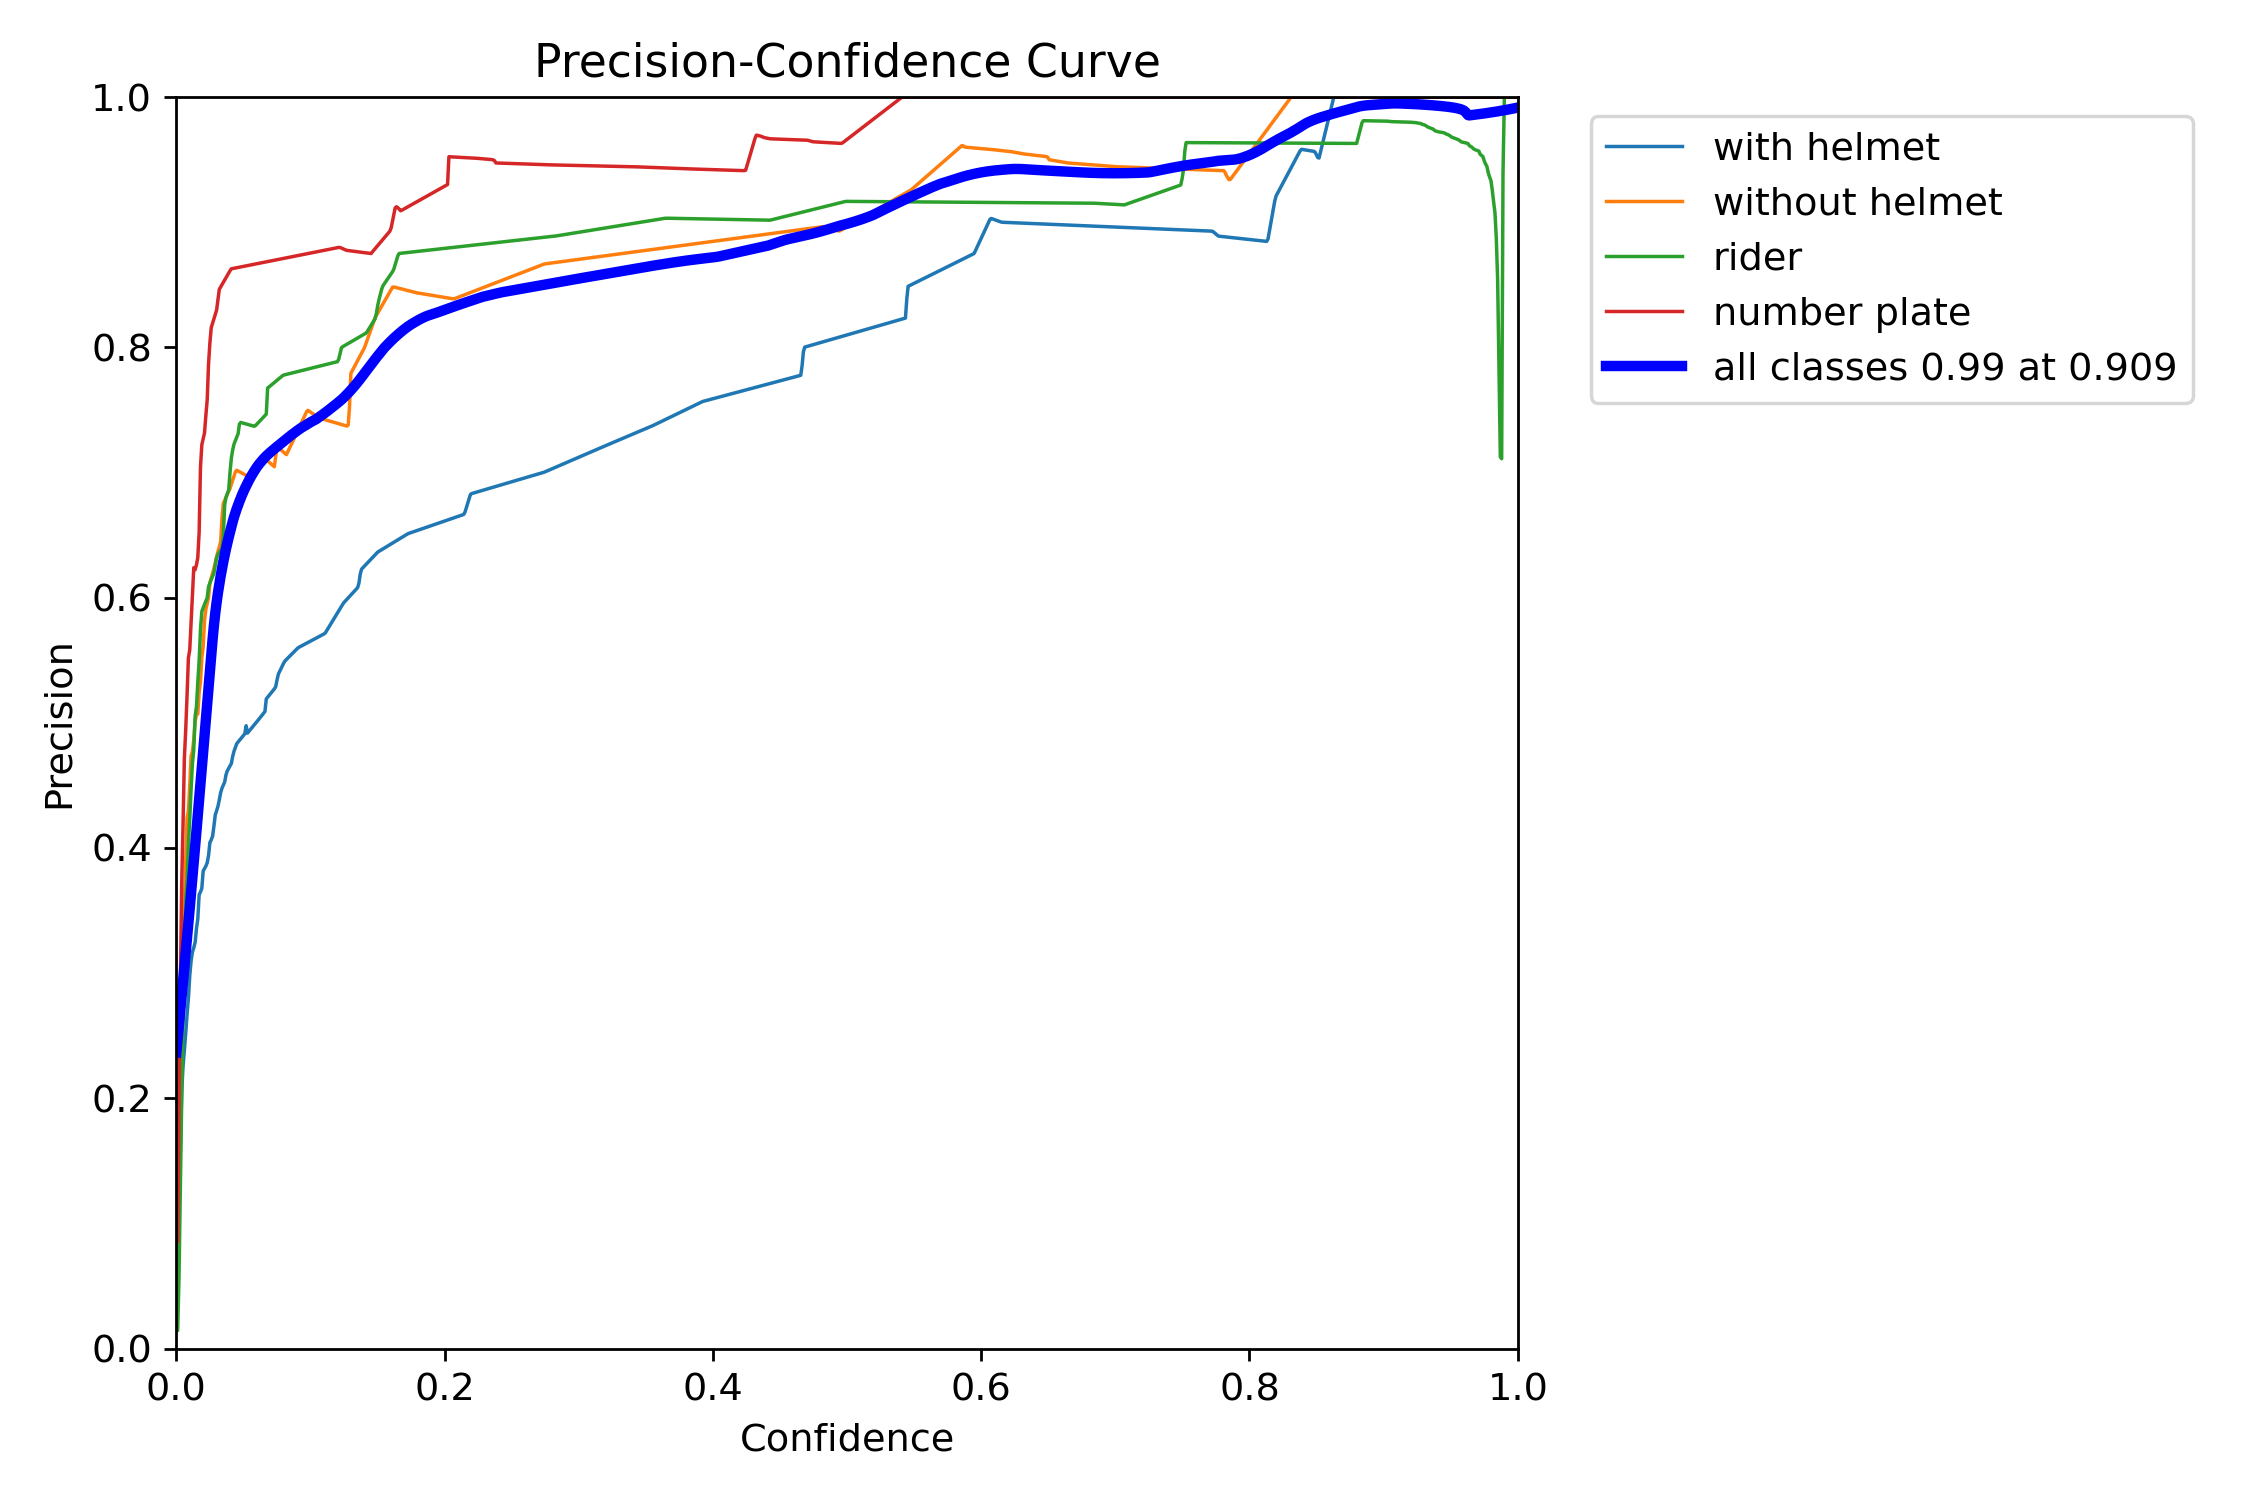 Precision-Confidence Curve
1.0
0.8
0.6
0.4
0.2
0.0
Precision
0.0 0.2 0.4 0.6 0.8 1.0
Confidence
with helmet
without helmet
rider
number plate
all classes 0.99 at 0.909